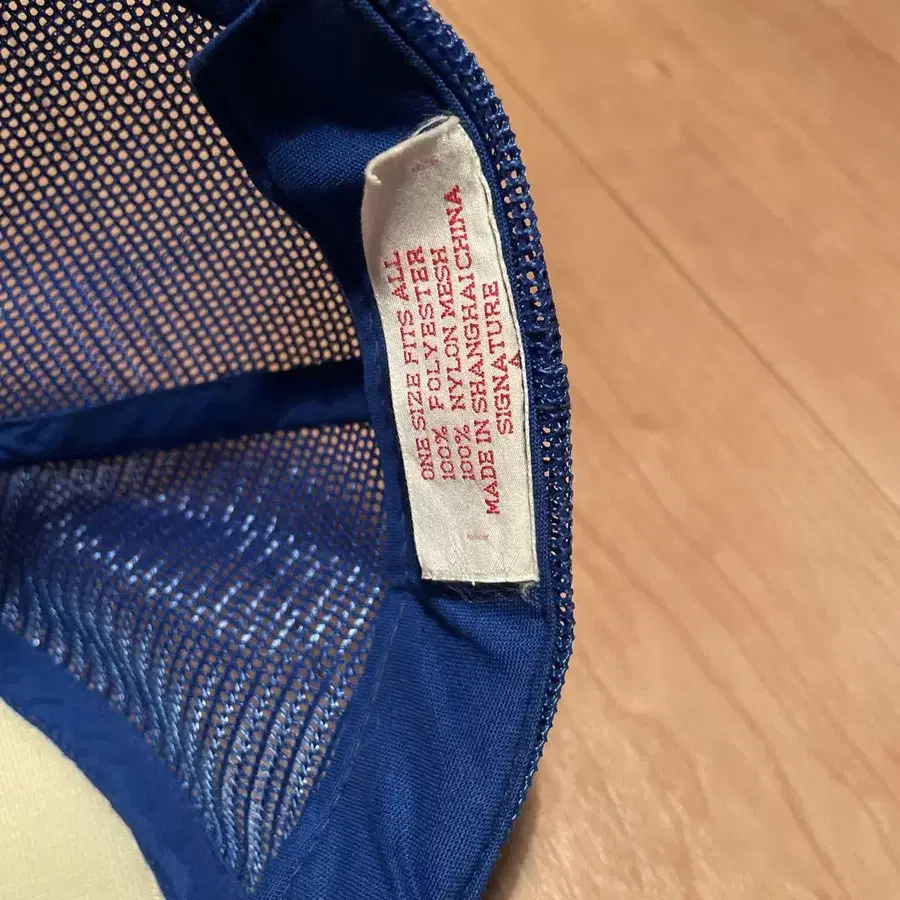 ONE SIZE FITS ALL
100% POLYESTER
100% NYLON MESH
MADE IN SHANGHAI CHINA
SIGNATURE